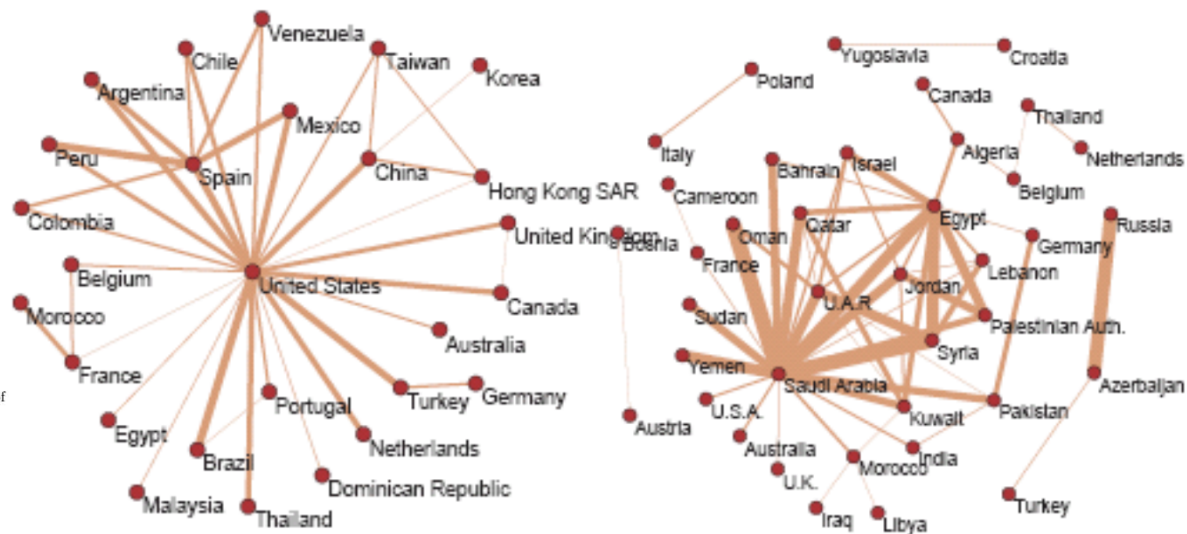 Venezuela
Chile
Taiwan
Korea
Argentina
Mexico
Peru
Spain
China
Hong Kong SAR
Colombia
United Kingdom
Belgium
United States
Canada
Morocco
Australia
France
Portugal
Turkey
Germany
Egypt
Brazil
Netherlands
Dominican Republic
Malaysia
Thailand
of
Yugoslavia
Croatia
Poland
Canada
Thailand
Italy
Bahrain
Israel
Algeria
Netherlands
Cameroon
Belgium
Oman
Qatar
Egypt
Russia
Bosnia
France
Germany
Lebanon
Jordan
U.A.R
Sudan
Palestinian Auth.
Syria
Yemen
Saudi Arabia
Azerbaijan
U.S.A.
Kuwait
Pakistan
Austria
Australia
India
Morocco
U.K.
Turkey
Iraq
Libya